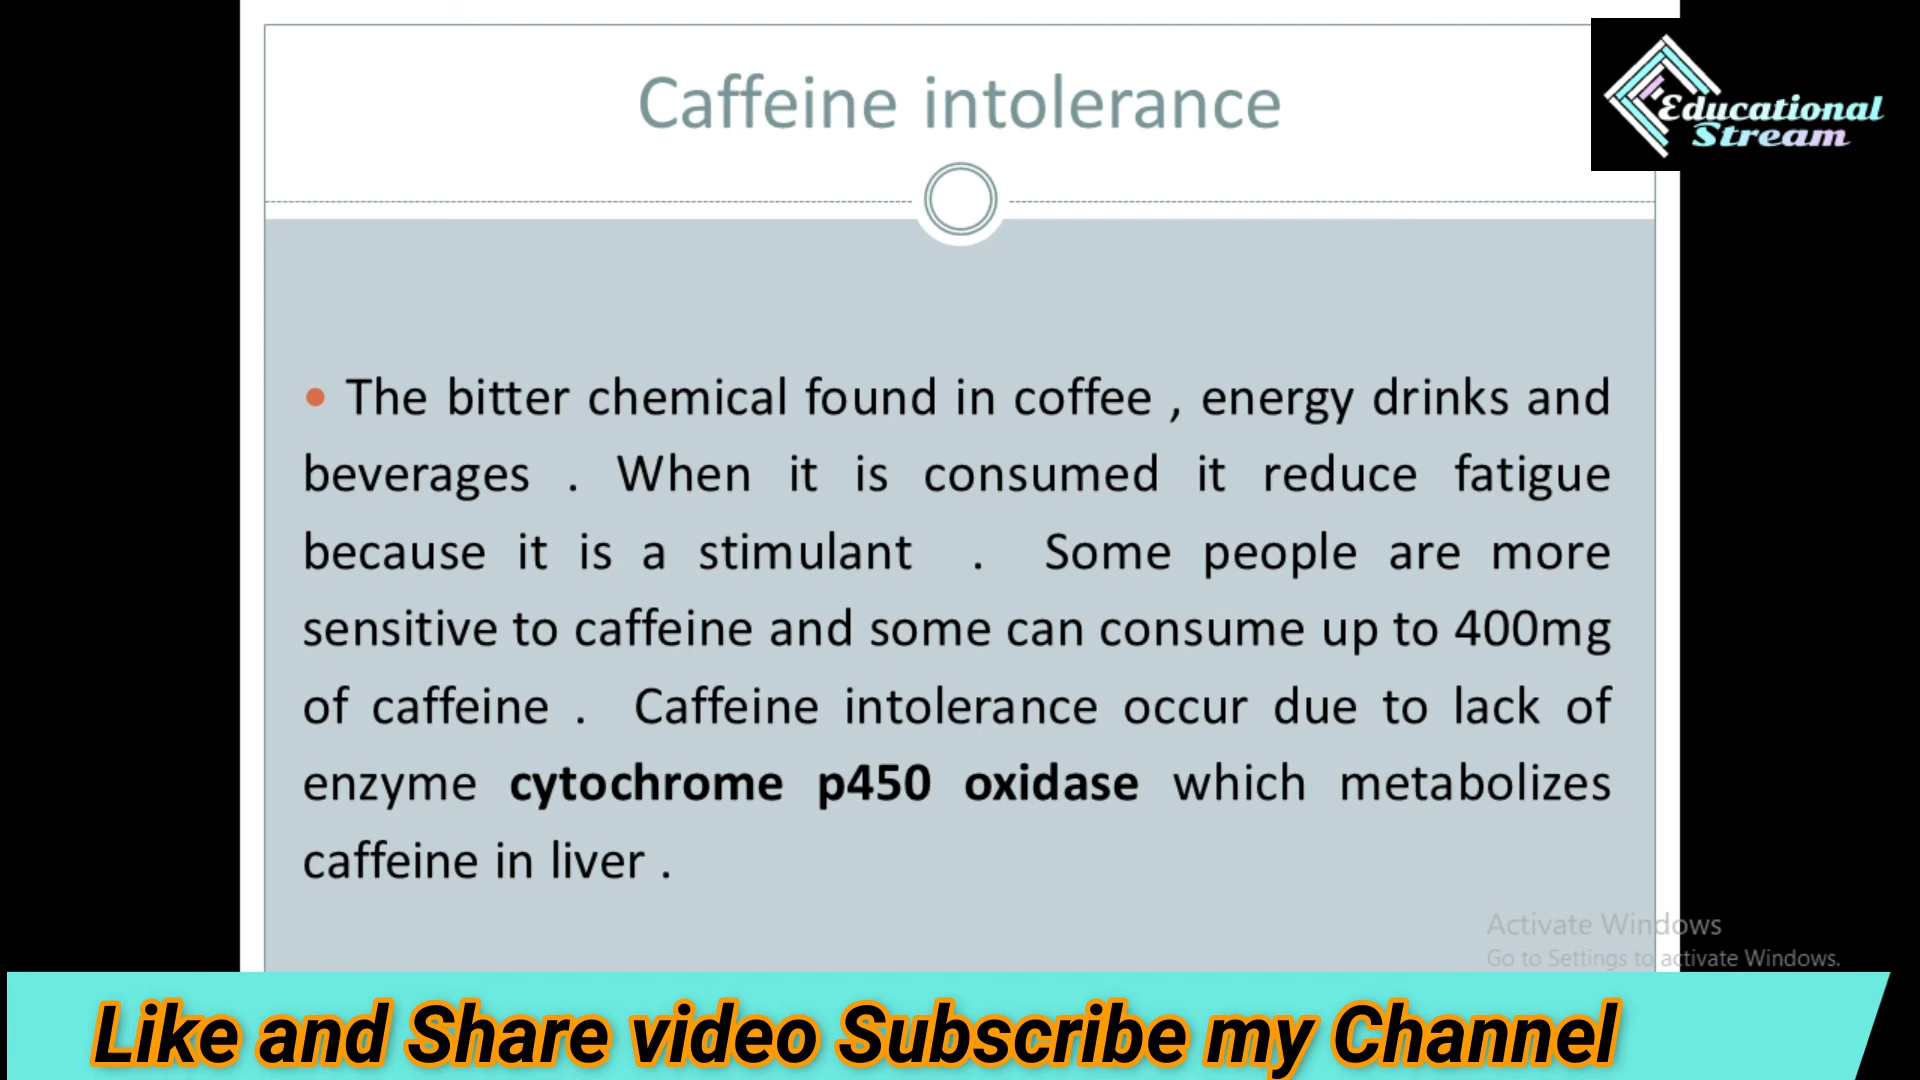 Caffeine intolerance
Educational
Stream
• The bitter chemical found in coffee , energy drinks and
beverages . When it is consumed it reduce fatigue
because it is a stimulant . Some people are more
sensitive to caffeine and some can consume up to 400mg
of caffeine . Caffeine intolerance occur due to lack of
enzyme cytochrome p450 oxidase which metabolizes
caffeine in liver .
Activate Windows
Go to Settings to activate Windows.
Like and Share video Subscribe my Channel